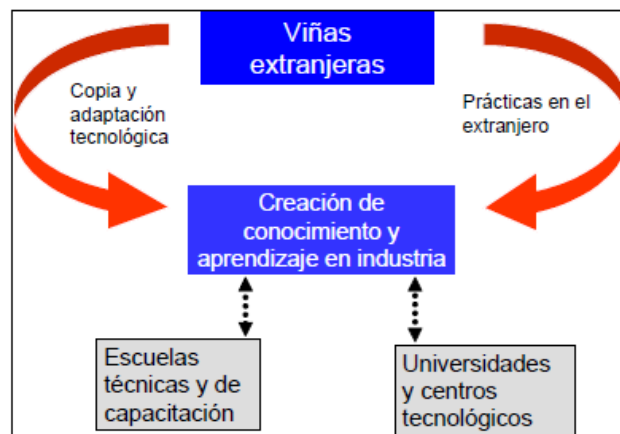 Viñas
extranjeras
Copia y
adaptación
tecnológica
Prácticas en el
extranjero
Creación de
conocimiento y
aprendizaje en industria
Escuelas
técnicas y de
capacitación
Universidades
y centros
tecnológicos